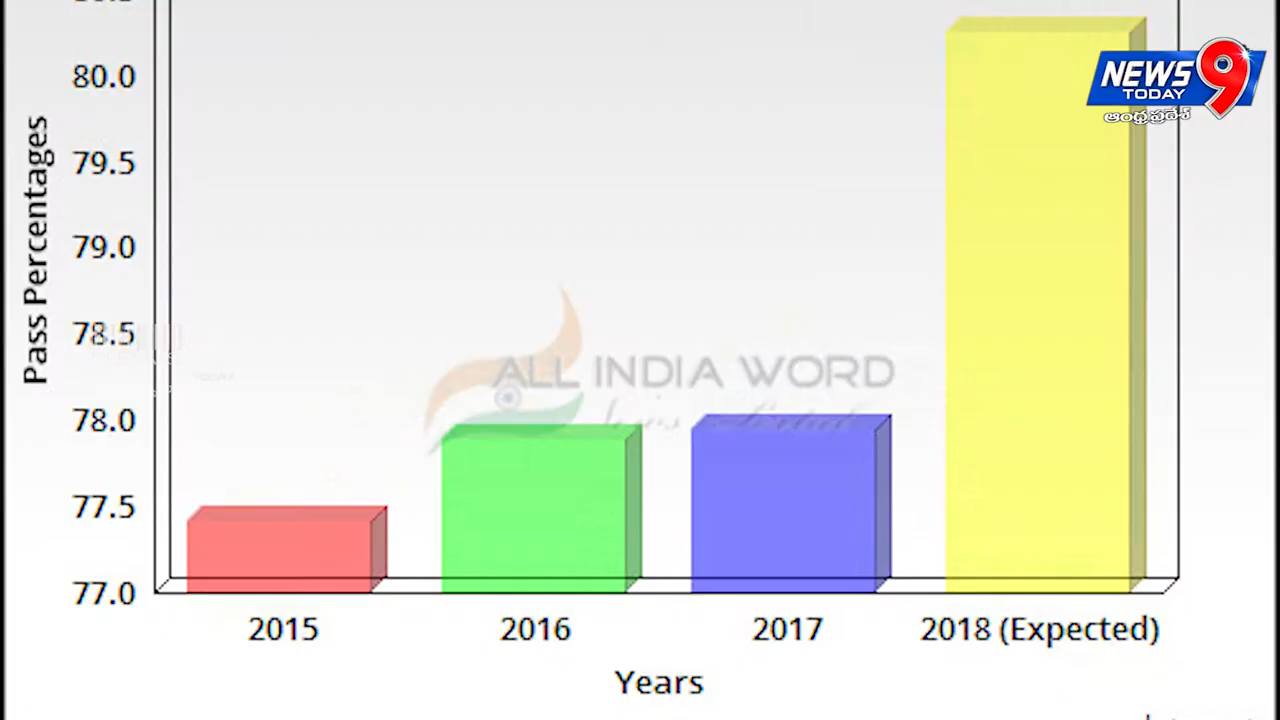 80.0
79.5
79.0
78.5
78.0
77.5
77.0
Pass Percentages
2015
2016
2017
2018 (Expected)
Years
ALL INDIA WORD
NEWS 9
TODAY
ఆంధ్రప్రదేశ్